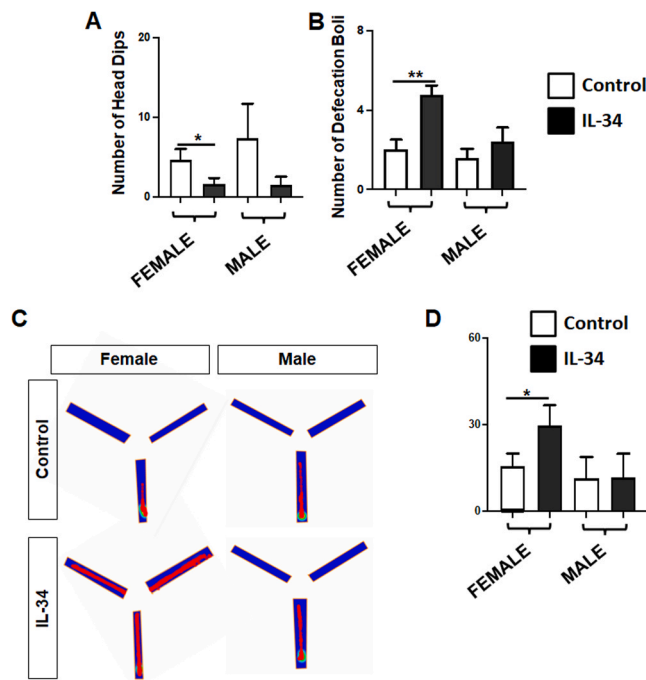 A
Number of Head Dips
20
10
0
*
FEMALE
MALE
B
Number of Defecation Boli
8
4
0
**
FEMALE
MALE
Control
IL-34
C
Female
Male
Control
IL-34
D
Control
IL-34
60
30
0
*
FEMALE
MALE